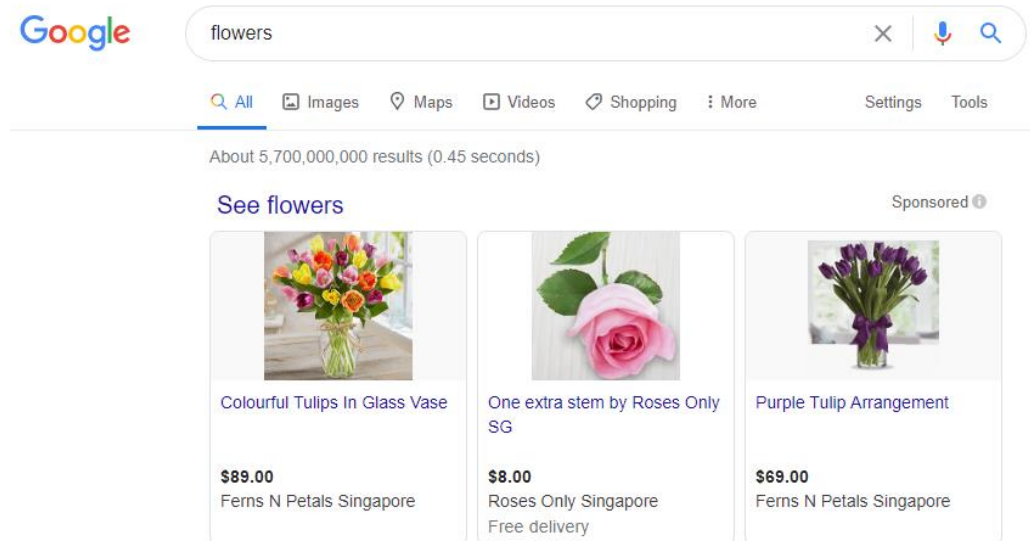 Google
flowers
All Images Maps Videos Shopping More Settings Tools
About 5,700,000,000 results (0.45 seconds)
See flowers
Sponsored
Colourful Tulips In Glass Vase
$89.00
Ferns N Petals Singapore
One extra stem by Roses Only
SG
$8.00
Roses Only Singapore
Free delivery
Purple Tulip Arrangement
$69.00
Ferns N Petals Singapore